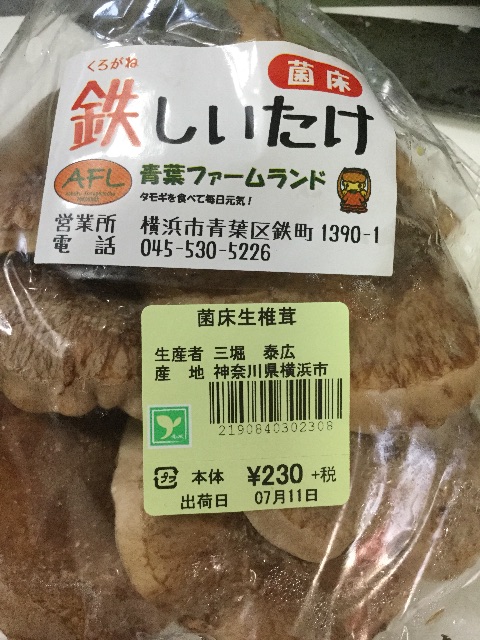 くろがね
菌床
鉄しいたけ
AFL
青葉ファームランド
タモギを食べて毎日元気!
営業所 横浜市青葉区鉄町1390-1
電話 045-530-5226
菌床生椎茸
生産者 三堀 泰広
産地 神奈川県横浜市
2190840302308
プラ 本体 ¥230 +税
出荷日 07月11日